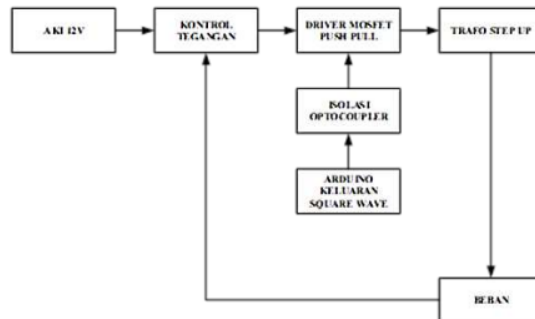 AKI 12V
KONTROL
TEGANGAN
DRIVER MOSFET
PUSH PULL
TRAFO STEP UP
ISOLASI
OPTOCOUPLER
ARDUINO
KELUARAN
SQUARE WAVE
BEBAN